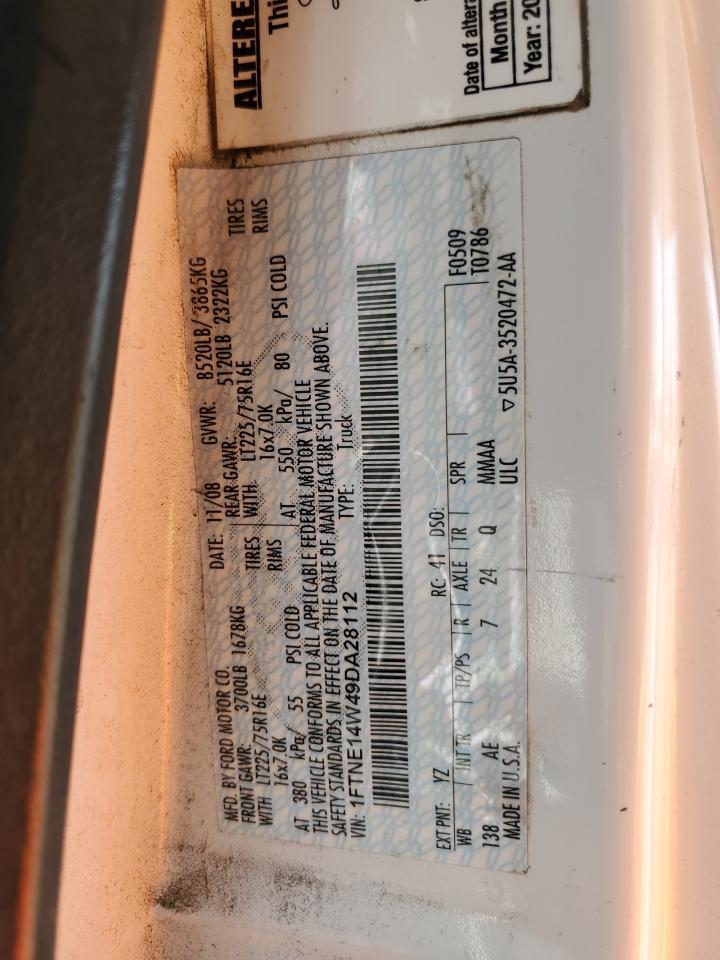 ALTERE
Thi
Date of altera
Month
Year: 20
MFD. BY FORD MOTOR CO.
DATE: 11/08 GVWR: 8520LB/ 3865KG
FRONT GAWR: 3700LB 1678KG REAR GAWR: 5120LB 2322KG
WITH LT225/75R16E TIRES WITH LT225/75R16E TIRES
16x7.0K RIMS 16x7.0K RIMS
AT 380 kPa/ 55 PSI COLD AT 550 kPa/ 80 PSI COLD
THIS VEHICLE CONFORMS TO ALL APPLICABLE FEDERAL MOTOR VEHICLE
SAFETY STANDARDS IN EFFECT ON THE DATE OF MANUFACTURE SHOWN ABOVE.
VIN: 1FTNE14W49DA28112 TYPE: Truck
EXT PNT: YZ RC: 41 DSO: F0509
WB INT TR TP/PS R AXLE TR SPR T0786
138 AE 7 24 Q MMAA
MADE IN U.S.A. ULC ▽5U5A-3520472-AA